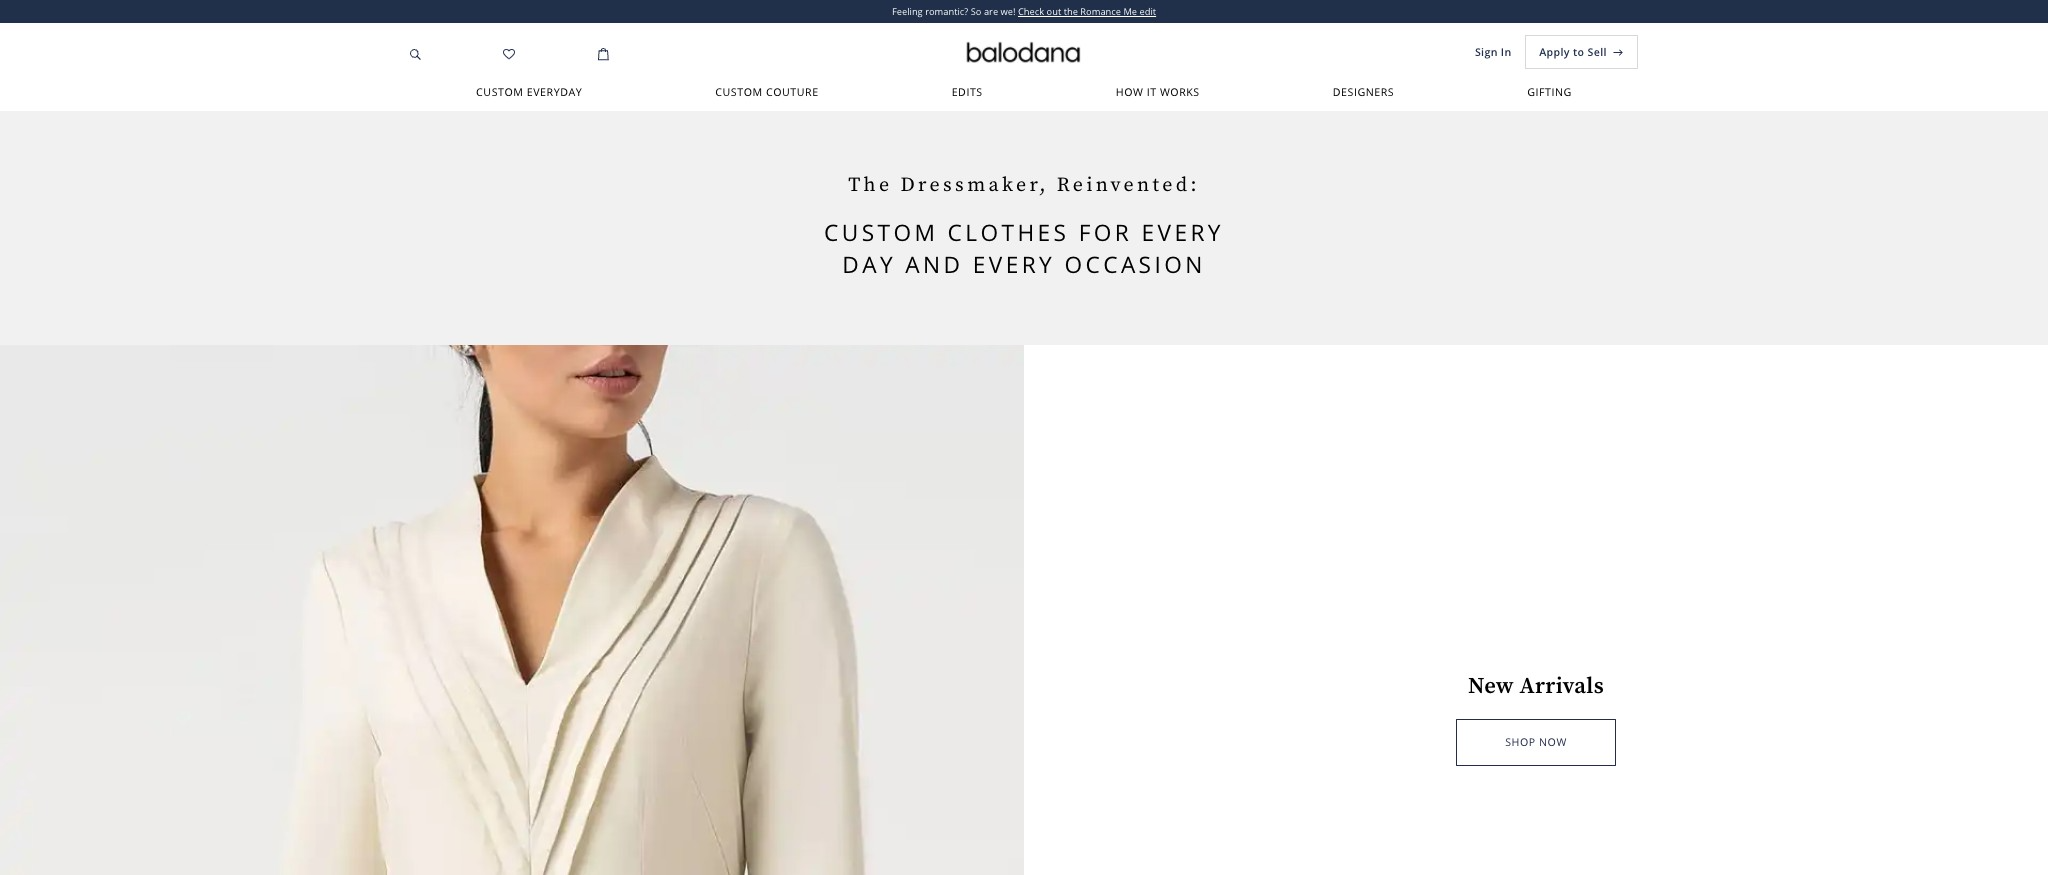 Feeling romantic? So are we! Check out the Romance Me edit
balodana
Sign In
Apply to Sell →
CUSTOM EVERYDAY
CUSTOM COUTURE
EDITS
HOW IT WORKS
DESIGNERS
GIFTING
The Dressmaker, Reinvented:
CUSTOM CLOTHES FOR EVERY
DAY AND EVERY OCCASION
New Arrivals
SHOP NOW